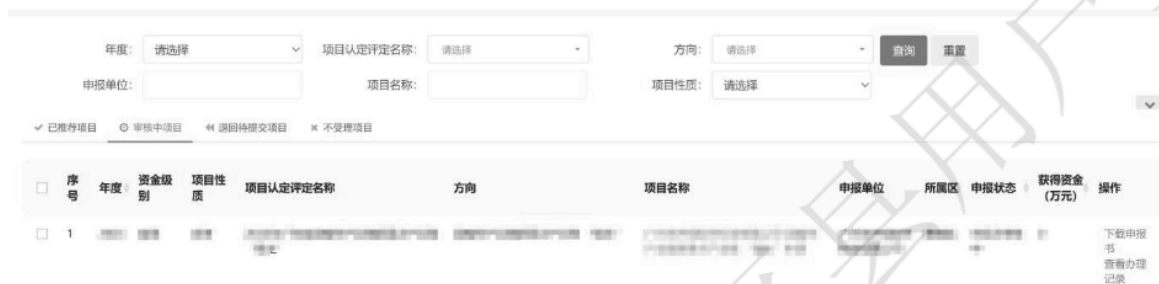 年度： 请选择 项目认定评定名称： 请选择 方向： 请选择 查询 重置
申报单位： 项目名称： 项目性质： 请选择
已推荐项目 审核中项目 退回待提交项目 不受理项目
序号 年度 资金级别 项目性质 项目认定评定名称 方向 项目名称 申报单位 所属区 申报状态 获得资金（万元） 操作
1 下载申报书
查看办理记录